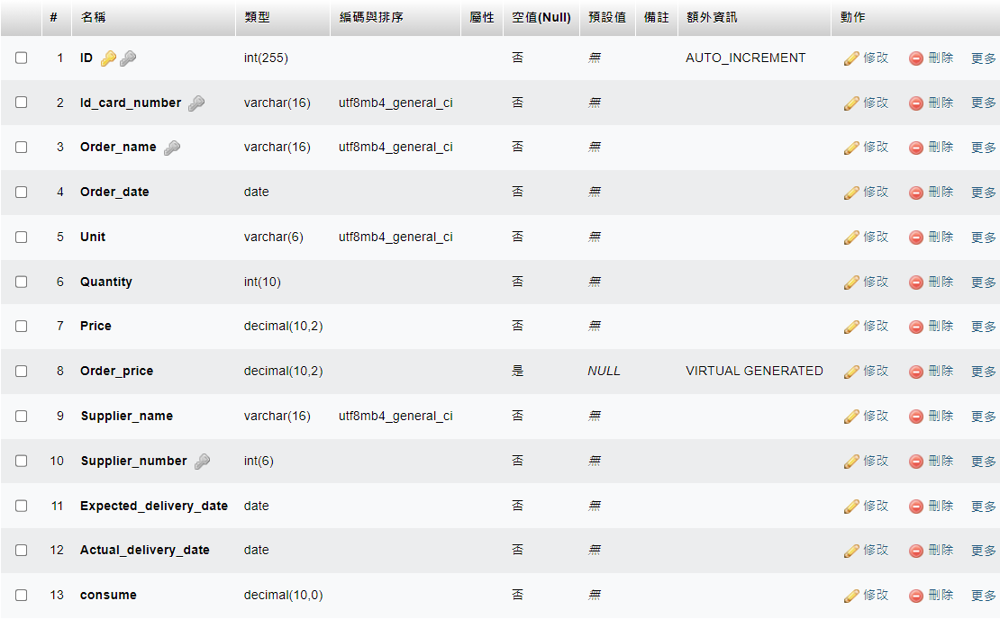 # 名稱 類型 編碼與排序 屬性 空值(Null) 預設值 備註 額外資訊 動作
1 ID int(255) 否 無 AUTO_INCREMENT 修改 刪除 更多
2 Id_card_number varchar(16) utf8mb4_general_ci 否 無 修改 刪除 更多
3 Order_name varchar(16) utf8mb4_general_ci 否 無 修改 刪除 更多
4 Order_date date 否 無 修改 刪除 更多
5 Unit varchar(6) utf8mb4_general_ci 否 無 修改 刪除 更多
6 Quantity int(10) 否 無 修改 刪除 更多
7 Price decimal(10,2) 否 無 修改 刪除 更多
8 Order_price decimal(10,2) 是 NULL VIRTUAL GENERATED 修改 刪除 更多
9 Supplier_name varchar(16) utf8mb4_general_ci 否 無 修改 刪除 更多
10 Supplier_number int(6) 否 無 修改 刪除 更多
11 Expected_delivery_date date 否 無 修改 刪除 更多
12 Actual_delivery_date date 否 無 修改 刪除 更多
13 consume decimal(10,0) 否 無 修改 刪除 更多